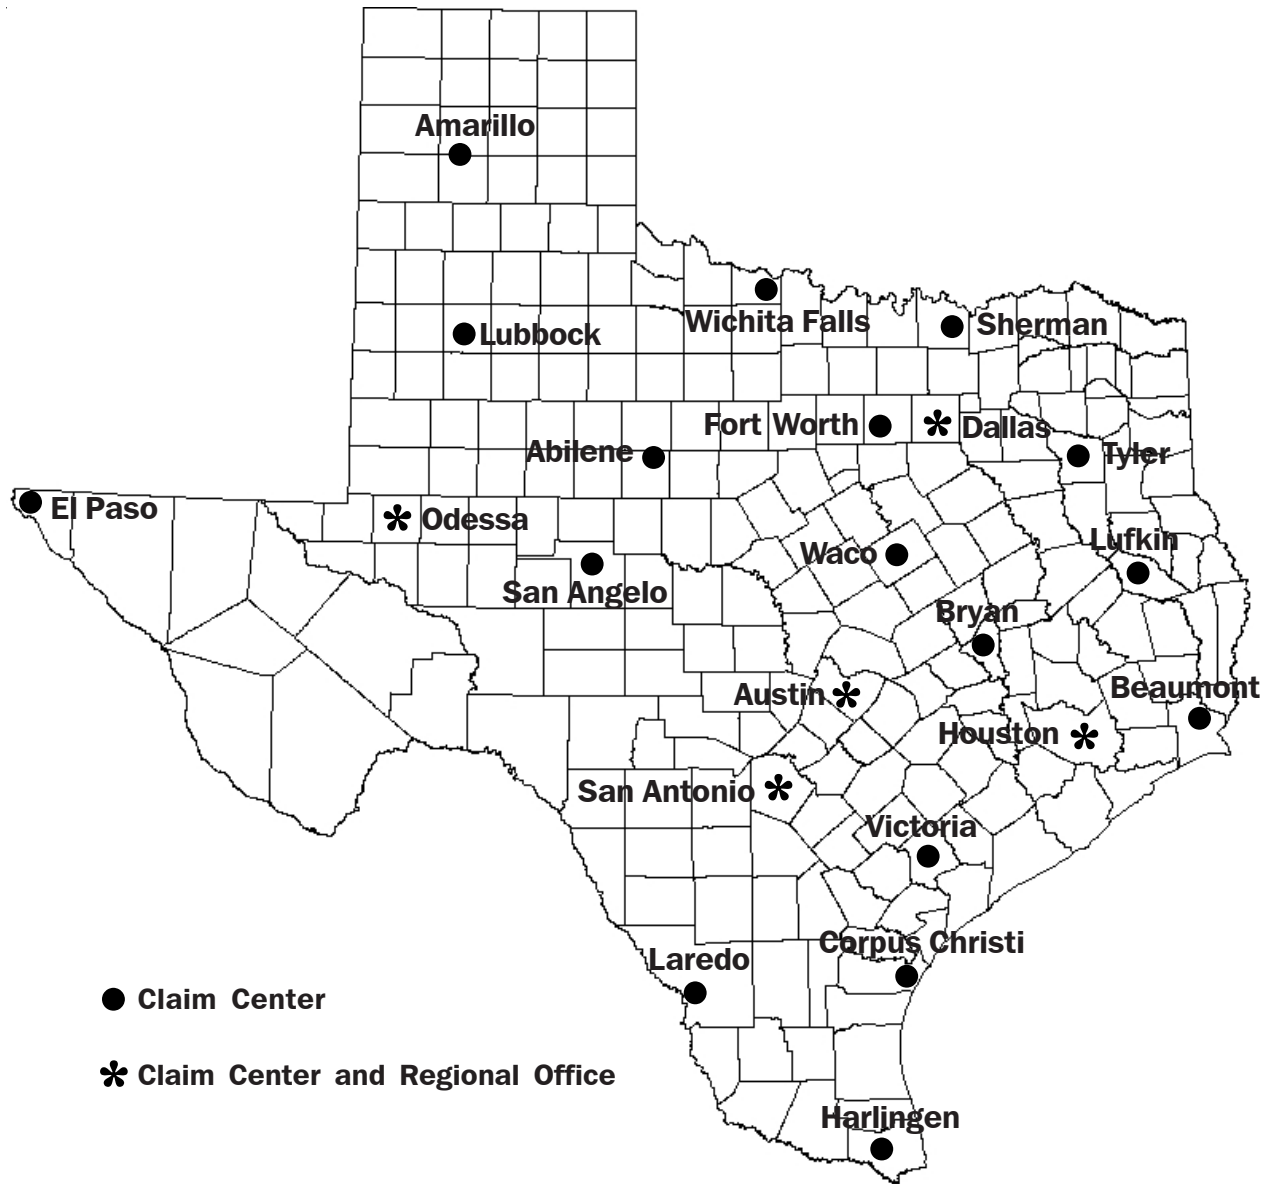 Amarillo
Wichita Falls
Sherman
Lubbock
Fort Worth
Dallas
Abilene
Tyler
El Paso
Odessa
Lufkin
Waco
San Angelo
Bryan
Austin
Beaumont
Houston
San Antonio
Victoria
Corpus Christi
Laredo
Claim Center
Claim Center and Regional Office
Harlingen